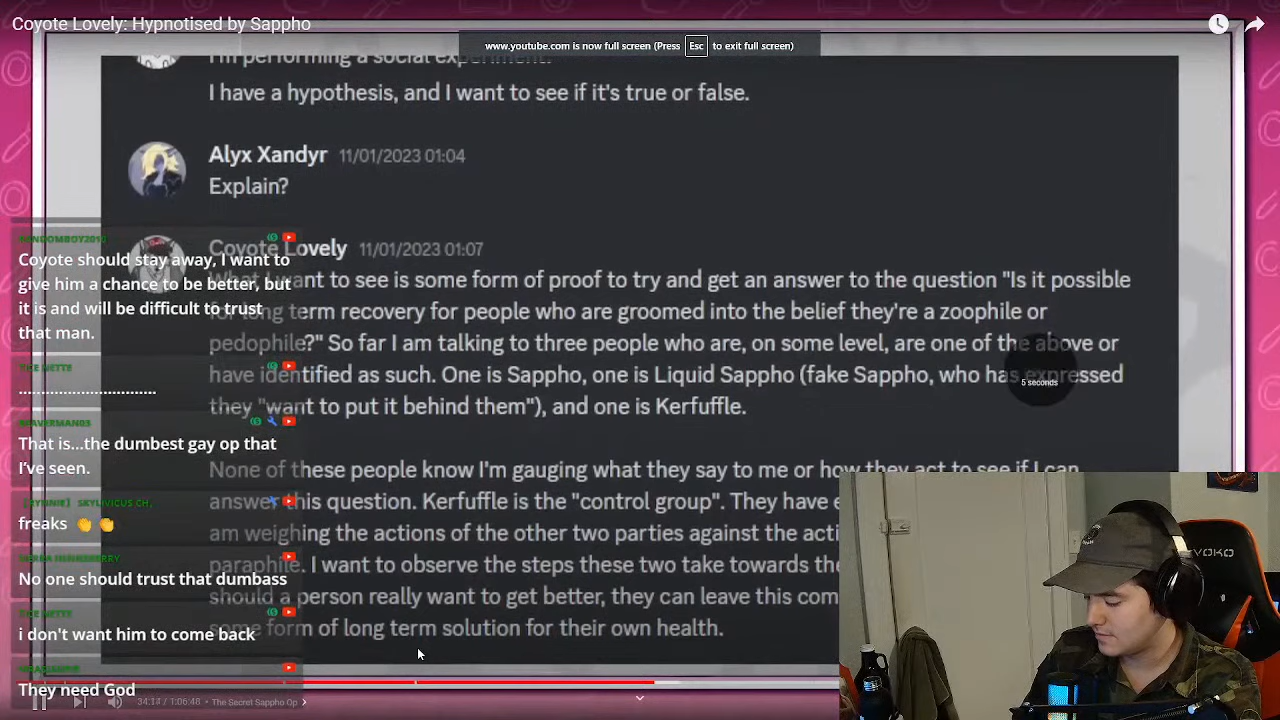 Coyote Lovely: Hypnotised by Sappho
www.youtube.com is now full screen (Press Esc to exit full screen)
I'm performing a social experiment.
I have a hypothesis, and I want to see if it's true or false.
Alyx Xandyr 11/01/2023 01:04
Explain?
Coyote Lovely 11/01/2023 01:07
What I want to see is some form of proof to try and get an answer to the question "Is it possible
for long term recovery for people who are groomed into the belief they're a zoophile or
pedophile?" So far I am talking to three people who are, on some level, are one of the above or
have identified as such. One is Sappho, one is Liquid Sappho (fake Sappho, who has expressed
they "want to put it behind them"), and one is Kerfuffle.
None of these people know I'm gauging what they say to me or how they act to see if I can
answer this question. Kerfuffle is the "control group". They have
am weighing the actions of the other two parties against the
paraphile. I want to observe the steps these two take towards
should a person really want to get better, they can leave this
some form of long term solution for their own health.
5 seconds
Coyote should stay away, I want to
give him a chance to be better, but
it is and will be difficult to trust
that man.
...............................
BEAVERMAN03
That is...the dumbest gay op that
I've seen.
freaks 👏 👏
No one should trust that dumbass
i don't want him to come back
They need God
34:14 / 1:06:48 • The Secret Sappho Op